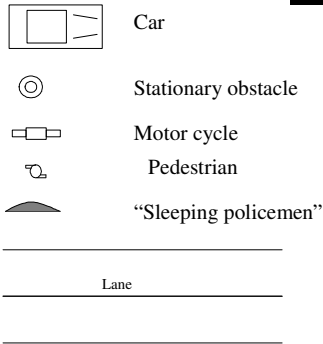 Car
Stationary obstacle
Motor cycle
Pedestrian
“Sleeping policemen”
Lane